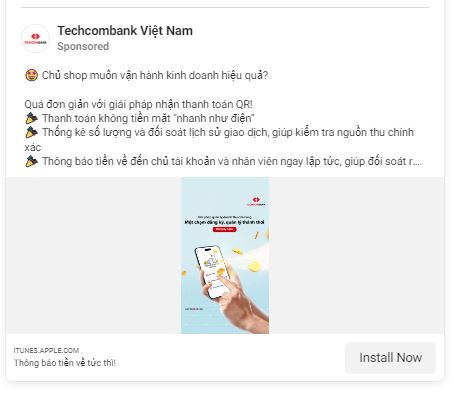 TECHCOMBANK
Techcombank Việt Nam
Sponsored
🤩 Chủ shop muốn vận hành kinh doanh hiệu quả?
Quá đơn giản với giải pháp nhận thanh toán QR!
🎉 Thanh toán không tiền mặt "nhanh như điện"
🎉 Thống kê số lượng và đối soát lịch sử giao dịch, giúp kiểm tra nguồn thu chính
xác
🎉 Thông báo tiền về đến chủ tài khoản và nhân viên ngay lập tức, giúp đối soát r...
TECHCOMBANK
Một chạm đăng ký, quản lý thảnh thơi
ITUNES.APPLE.COM
Thông báo tiền về tức thì!
Install Now